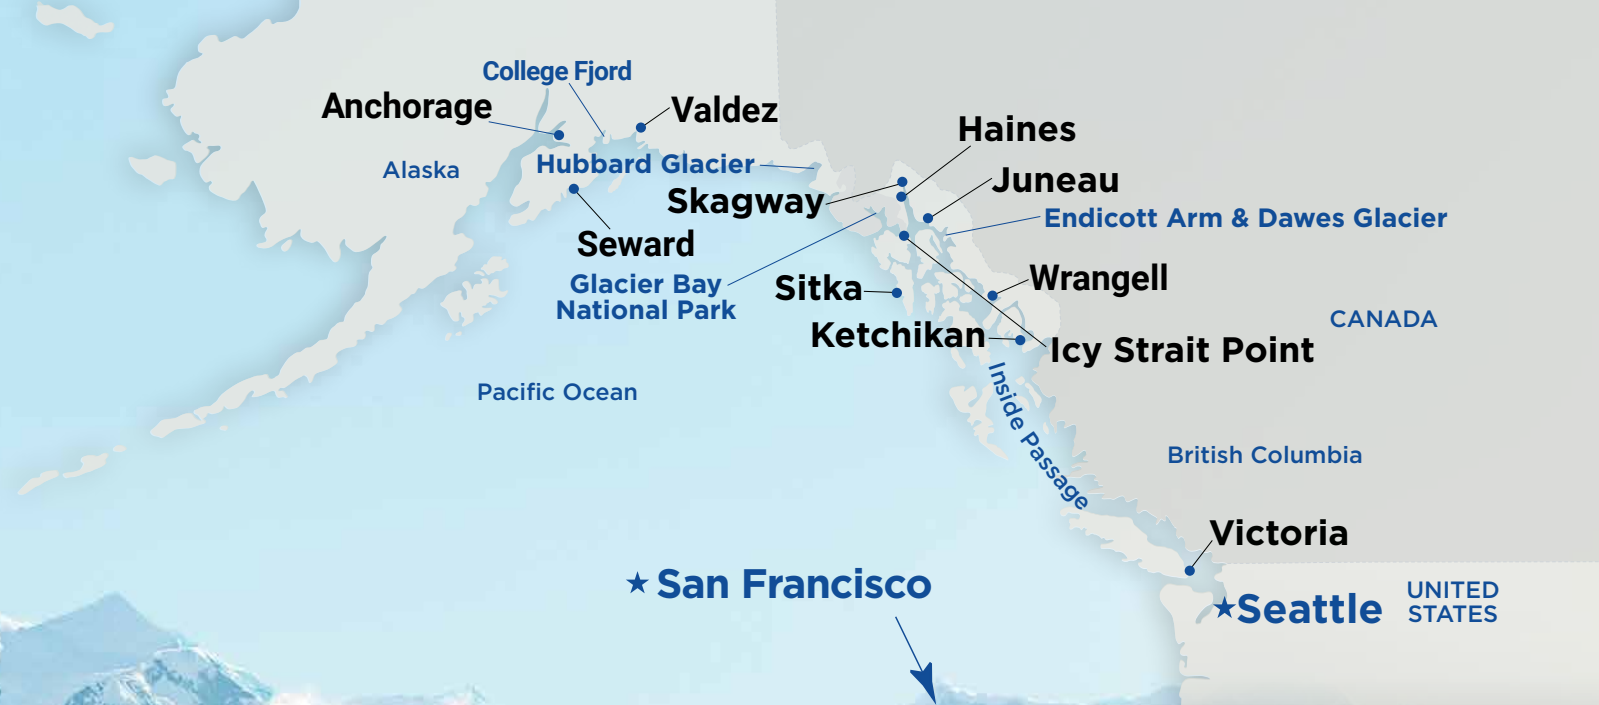 College Fjord
Anchorage
Valdez
Haines
Alaska
Hubbard Glacier
Juneau
Skagway
Endicott Arm & Dawes Glacier
Seward
Glacier Bay
National Park
Sitka
Wrangell
CANADA
Ketchikan
Icy Strait Point
Pacific Ocean
Inside Passage
British Columbia
Victoria
San Francisco
Seattle
UNITED
STATES